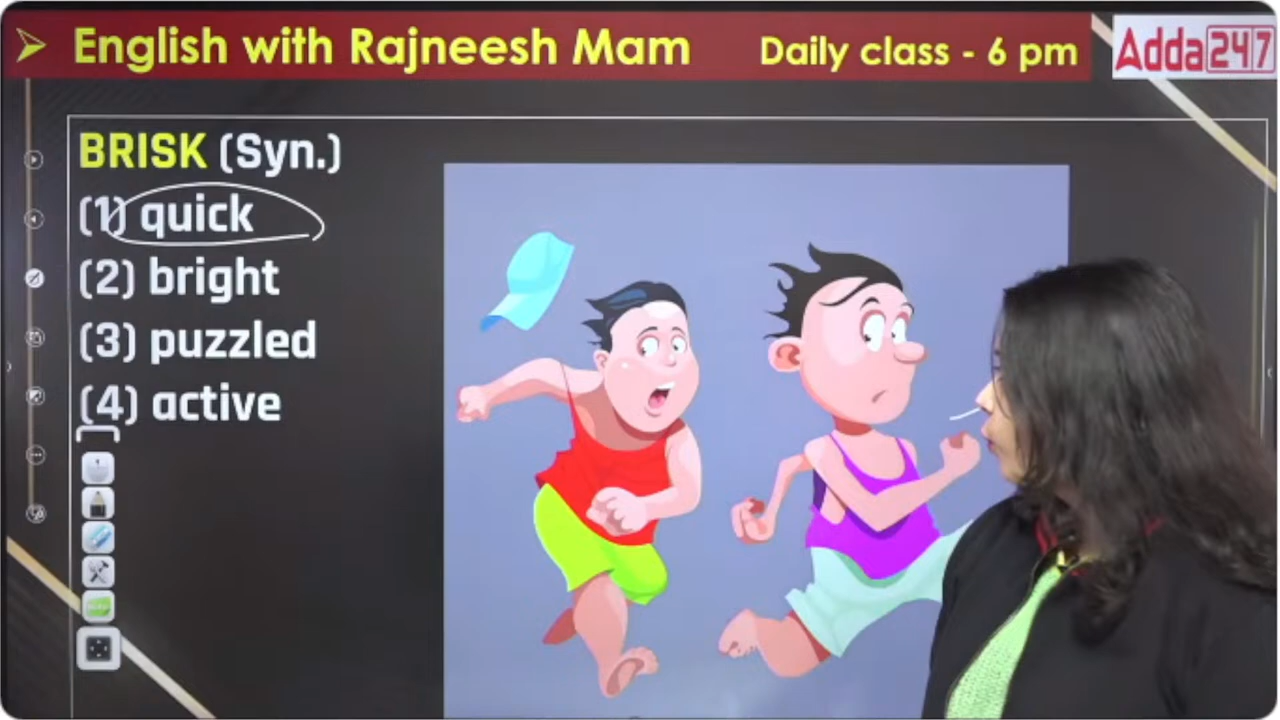 English with Rajneesh Mam
Daily class - 6 pm
Adda247
BRISK (Syn.)
(1) quick
(2) bright
(3) puzzled
(4) active